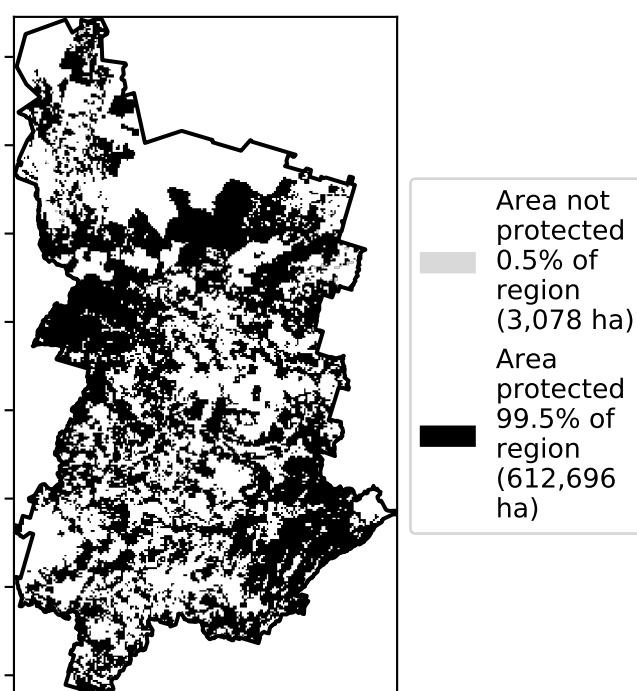 Area not
protected
0.5% of
region
(3,078 ha)
Area
protected
99.5% of
region
(612,696
ha)